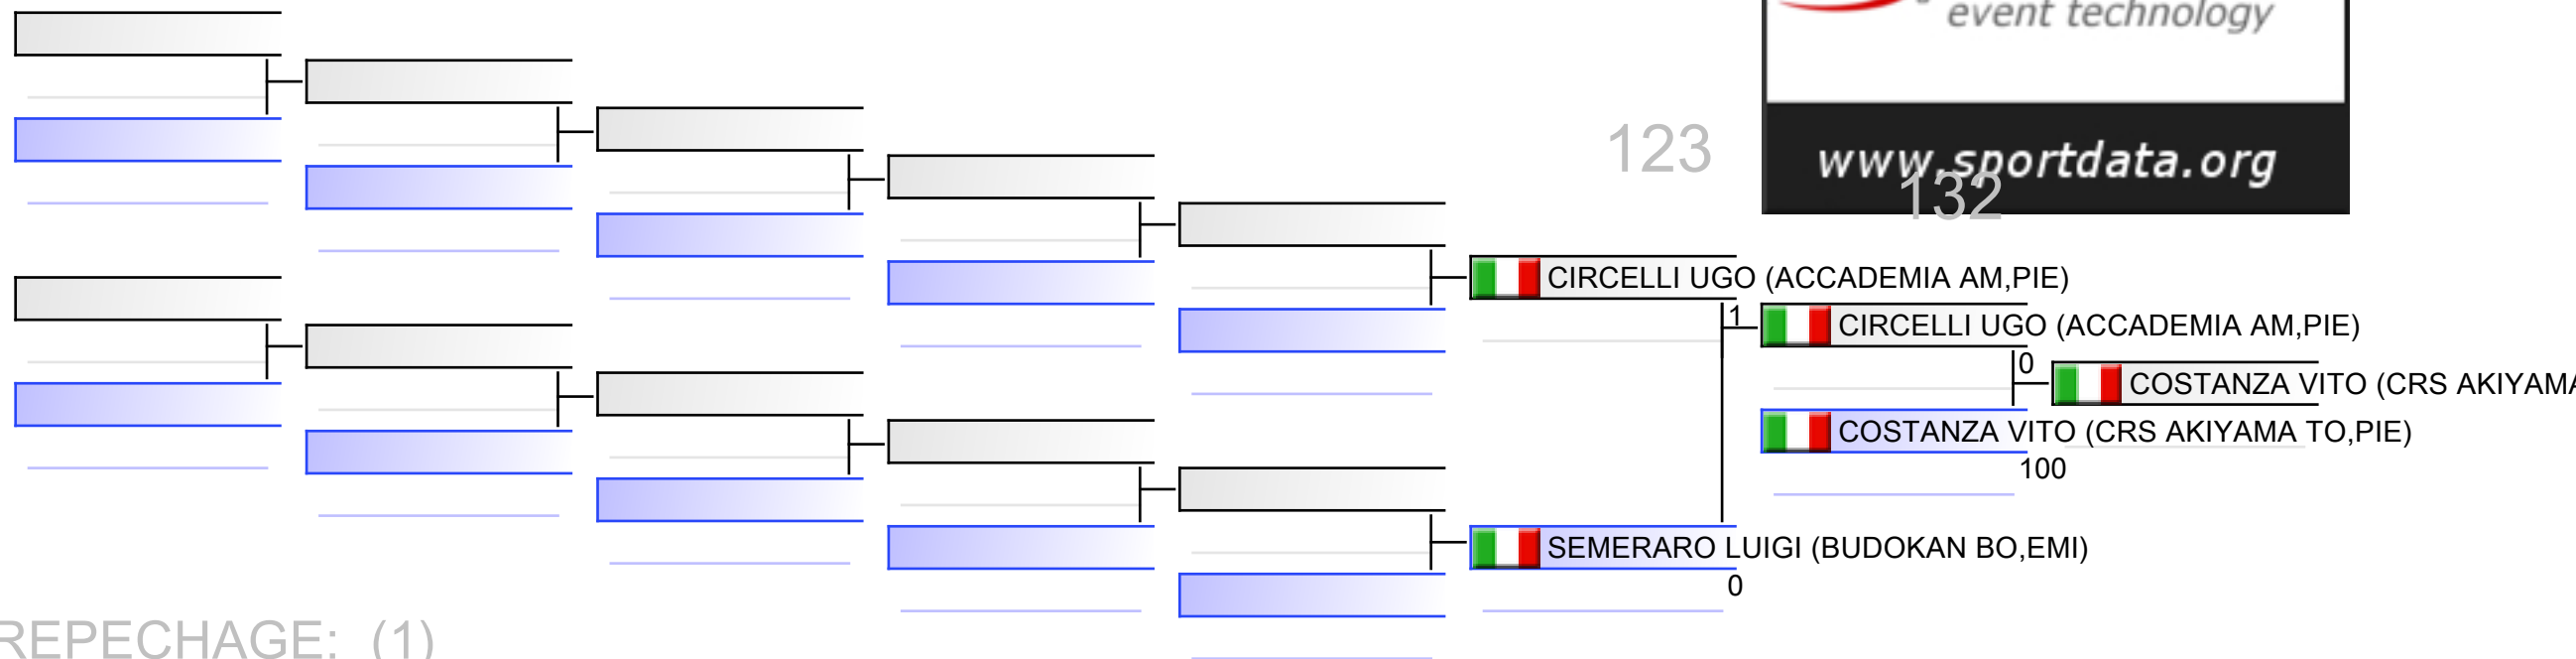 event technology
123
www.sportdata.org
132
CIRCELLI UGO (ACCADEMIA AM,PIE)
1
CIRCELLI UGO (ACCADEMIA AM,PIE)
0
COSTANZA VITO (CRS AKIYAMA
COSTANZA VITO (CRS AKIYAMA TO,PIE)
100
SEMERARO LUIGI (BUDOKAN BO,EMI)
0
REPECHAGE: (1)